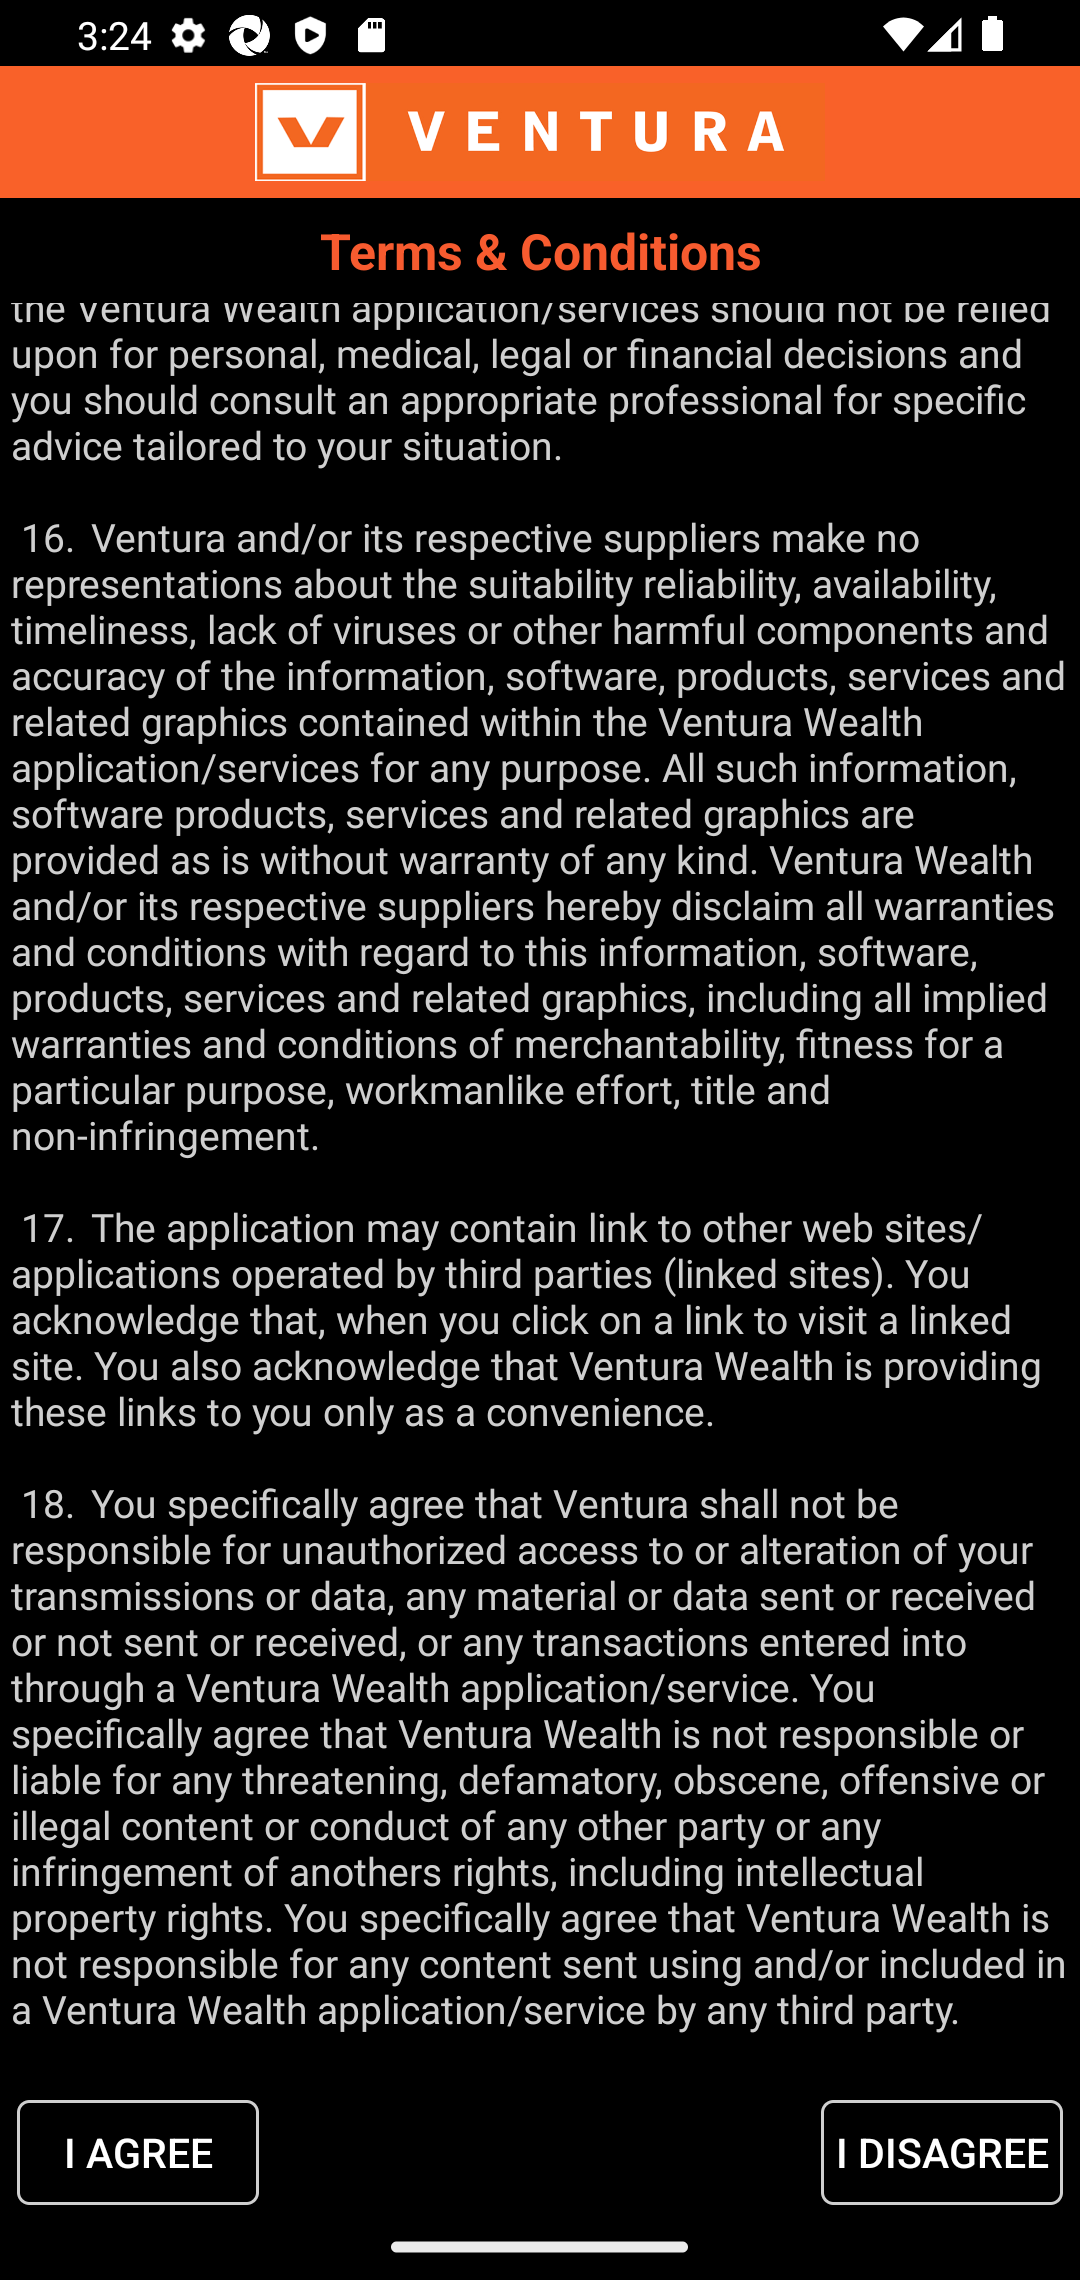 3:24
VENTURA
Terms & Conditions
the Ventura Wealth application/services should not be relied
upon for personal, medical, legal or financial decisions and
you should consult an appropriate professional for specific
advice tailored to your situation.
16. Ventura and/or its respective suppliers make no
representations about the suitability reliability, availability,
timeliness, lack of viruses or other harmful components and
accuracy of the information, software, products, services and
related graphics contained within the Ventura Wealth
application/services for any purpose. All such information,
software products, services and related graphics are
provided as is without warranty of any kind. Ventura Wealth
and/or its respective suppliers hereby disclaim all warranties
and conditions with regard to this information, software,
products, services and related graphics, including all implied
warranties and conditions of merchantability, fitness for a
particular purpose, workmanlike effort, title and
non-infringement.
17. The application may contain link to other web sites/
applications operated by third parties (linked sites). You
acknowledge that, when you click on a link to visit a linked
site. You also acknowledge that Ventura Wealth is providing
these links to you only as a convenience.
18. You specifically agree that Ventura shall not be
responsible for unauthorized access to or alteration of your
transmissions or data, any material or data sent or received
or not sent or received, or any transactions entered into
through a Ventura Wealth application/service. You
specifically agree that Ventura Wealth is not responsible or
liable for any threatening, defamatory, obscene, offensive or
illegal content or conduct of any other party or any
infringement of anothers rights, including intellectual
property rights. You specifically agree that Ventura Wealth is
not responsible for any content sent using and/or included in
a Ventura Wealth application/service by any third party.
I AGREE
I DISAGREE